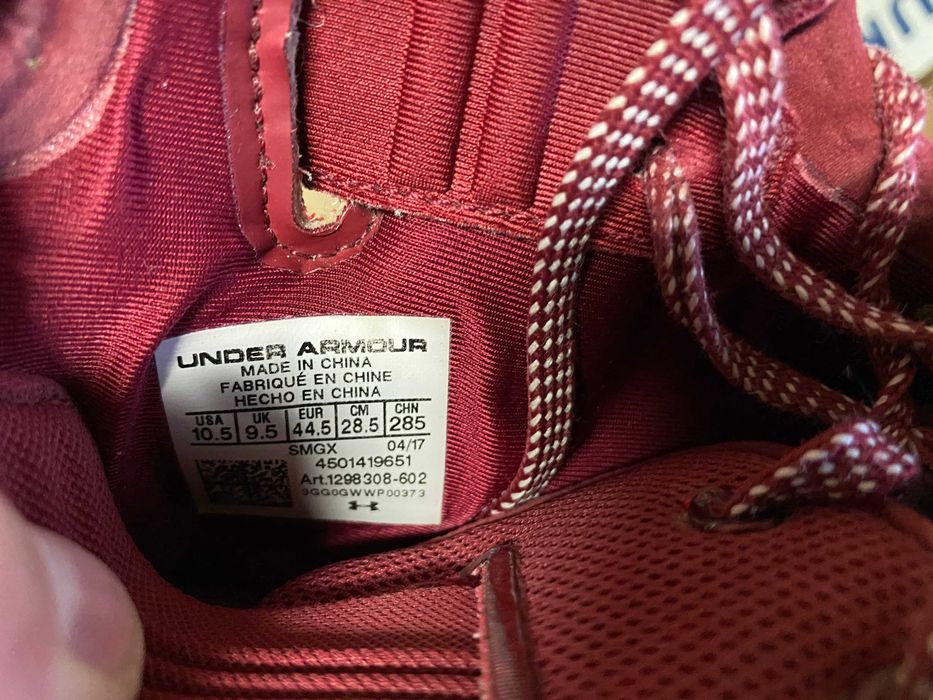 UNDER ARMOUR
MADE IN CHINA
FABRIQUÉ EN CHINE
HECHO EN CHINA
USA UK EUR CM CHN
10.5 9.5 44.5 28.5 285
SMGX 04/17
4501419651
Art.1298308-602
3GG0GWWP00373